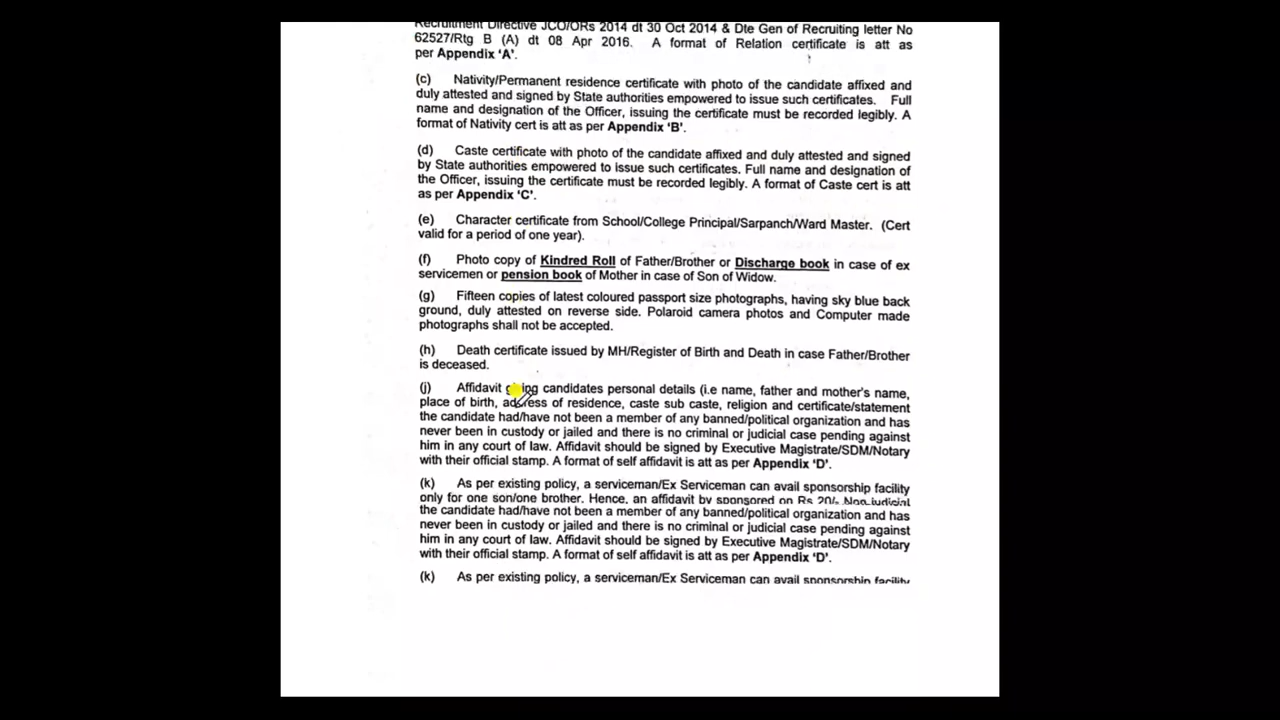 Recruitment Directive JCO/ORs 2014 dt 30 Oct 2014 & Dte Gen of Recruiting letter No
62527/Rtg B (A) dt 08 Apr 2016. A format of Relation certificate is att as
per Appendix 'A'.
(c) Nativity/Permanent residence certificate with photo of the candidate affixed and
duly attested and signed by State authorities empowered to issue such certificates. Full
name and designation of the Officer, issuing the certificate must be recorded legibly. A
format of Nativity cert is att as per Appendix 'B'.
(d) Caste certificate with photo of the candidate affixed and duly attested and signed
by State authorities empowered to issue such certificates. Full name and designation of
the Officer, issuing the certificate must be recorded legibly. A format of Caste cert is att
as per Appendix 'C'.
(e) Character certificate from School/College Principal/Sarpanch/Ward Master. (Cert
valid for a period of one year).
(f) Photo copy of Kindred Roll of Father/Brother or Discharge book in case of ex
servicemen or pension book of Mother in case of Son of Widow.
(g) Fifteen copies of latest coloured passport size photographs, having sky blue back
ground, duly attested on reverse side. Polaroid camera photos and Computer made
photographs shall not be accepted.
(h) Death certificate issued by MH/Register of Birth and Death in case Father/Brother
is deceased.
(j) Affidavit candidates personal details (i.e name, father and mother's name,
place of birth, address of residence, caste sub caste, religion and certificate/statement
the candidate had/have not been a member of any banned/political organization and has
never been in custody or jailed and there is no criminal or judicial case pending against
him in any court of law. Affidavit should be signed by Executive Magistrate/SDM/Notary
with their official stamp. A format of self affidavit is att as per Appendix 'D'.
(k) As per existing policy, a serviceman/Ex Serviceman can avail sponsorship facility
only for one son/one brother. Hence, an affidavit by sponsored on Rs 20/- Non judicial
the candidate had/have not been a member of any banned/political organization and has
never been in custody or jailed and there is no criminal or judicial case pending against
him in any court of law. Affidavit should be signed by Executive Magistrate/SDM/Notary
with their official stamp. A format of self affidavit is att as per Appendix 'D'.
(k) As per existing policy, a serviceman/Ex Serviceman can avail sponsorship facility